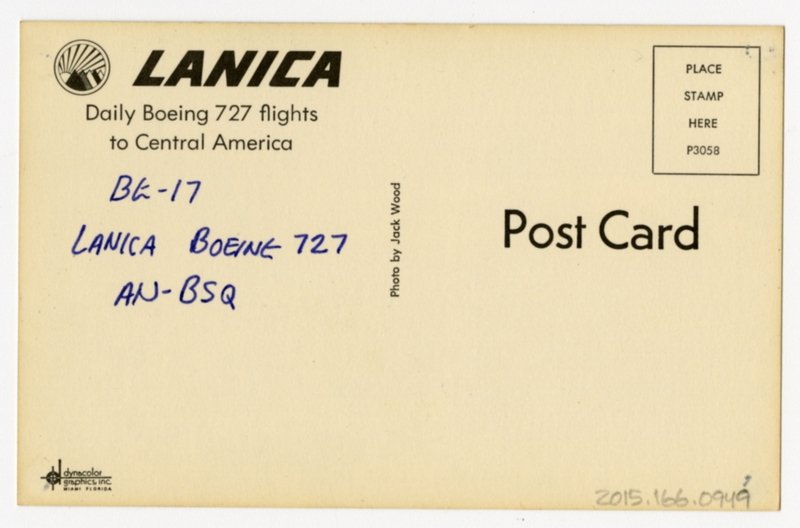 LANICA
Daily Boeing 727 flights
to Central America
BE-17
LANICA BOEING 727
AN-BSQ
Photo by Jack Wood
PLACE
STAMP
HERE
P3058
Post Card
dynacolor
graphics, inc.
MIAMI FLORIDA
2015.166.0949